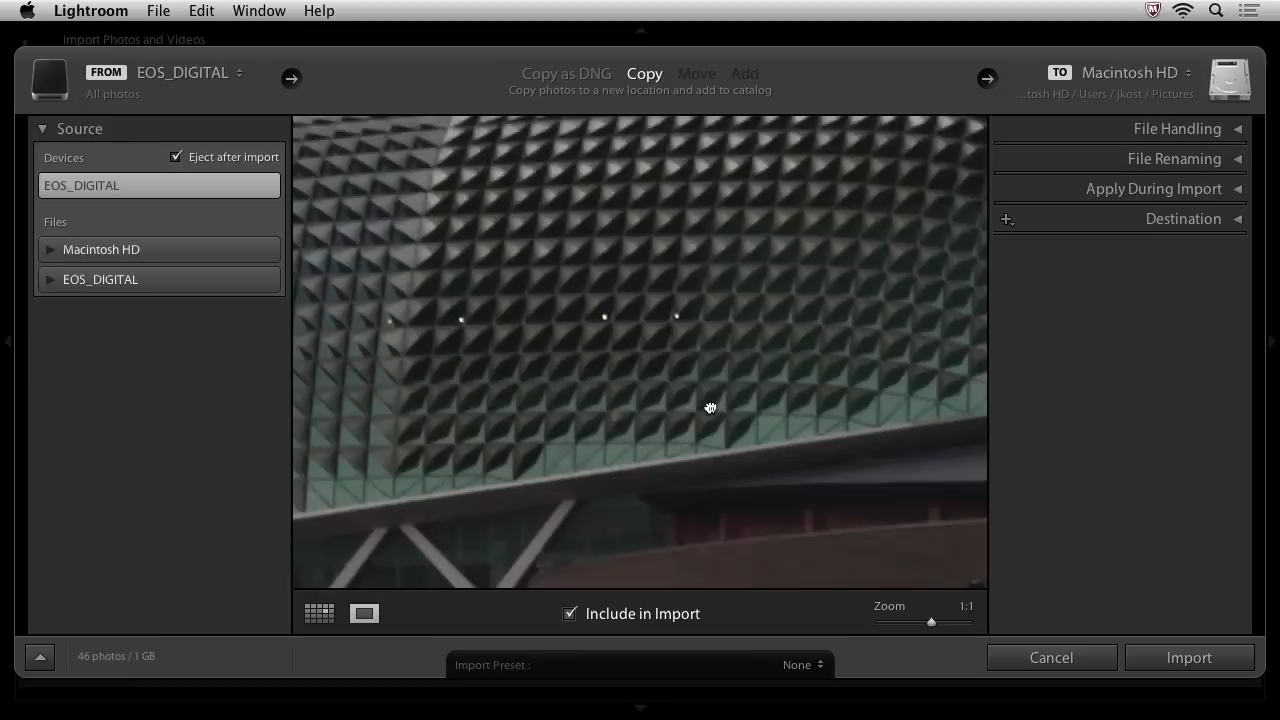 Lightroom File Edit Window Help
Import Photos and Videos
FROM EOS_DIGITAL
All photos
Copy as DNG Copy Move Add
Copy photos to a new location and add to catalog
TO Macintosh HD
...tosh HD / Users / jkost / Pictures
Source
Devices Eject after import
EOS_DIGITAL
Files
Macintosh HD
EOS_DIGITAL
File Handling
File Renaming
Apply During Import
Destination
Include in Import
Zoom 1:1
46 photos / 1 GB
Import Preset : None
Cancel Import